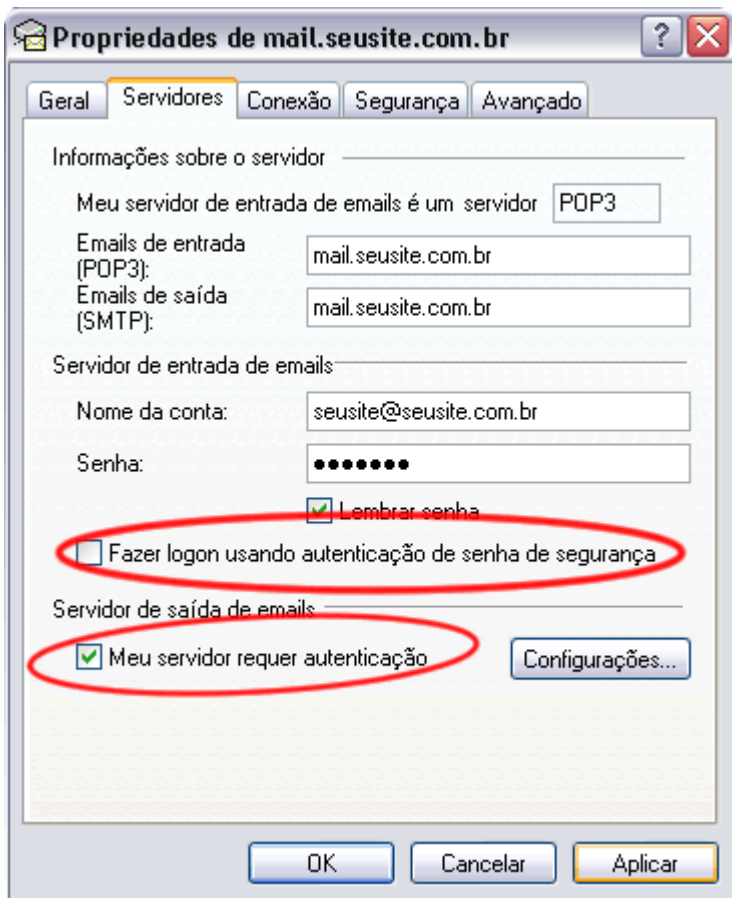 Propriedades de mail.seusite.com.br
Geral Servidores Conexão Segurança Avançado
Informações sobre o servidor
Meu servidor de entrada de emails é um servidor POP3
Emails de entrada
(POP3): mail.seusite.com.br
Emails de saída
(SMTP): mail.seusite.com.br
Servidor de entrada de emails
Nome da conta: seusite@seusite.com.br
Senha: •••••••
Lembrar senha
Fazer logon usando autenticação de senha de segurança
Servidor de saída de emails
Meu servidor requer autenticação Configurações...
OK Cancelar Aplicar